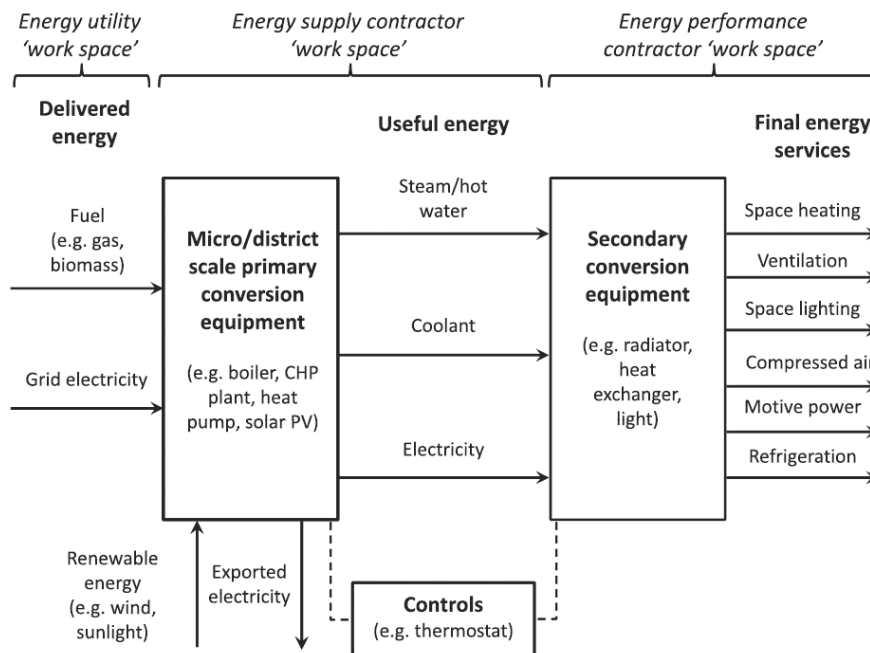 Energy utility
‘work space’
Energy supply contractor
‘work space’
Energy performance
contractor ‘work space’
Delivered
energy
Useful energy
Final energy
services
Fuel
(e.g. gas,
biomass)
Grid electricity
Micro/district
scale primary
conversion
equipment
(e.g. boiler, CHP
plant, heat
pump, solar PV)
Steam/hot
water
Coolant
Electricity
Secondary
conversion
equipment
(e.g. radiator,
heat
exchanger,
light)
Space heating
Ventilation
Space lighting
Compressed air
Motive power
Refrigeration
Renewable
energy
(e.g. wind,
sunlight)
Exported
electricity
Controls
(e.g. thermostat)